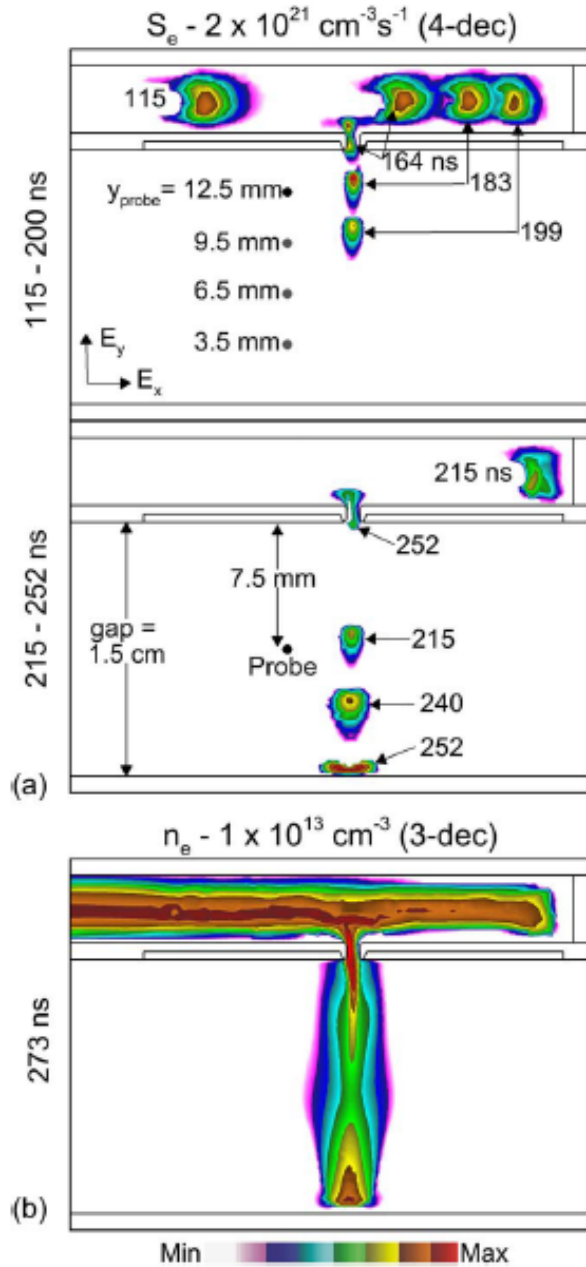 S_e - 2 x 10^21 cm^-3 s^-1 (4-dec)
115
164 ns
y_probe = 12.5 mm
183
9.5 mm
199
6.5 mm
3.5 mm
E_y
E_x
115 - 200 ns
215 ns
252
7.5 mm
gap =
1.5 cm
215
Probe
240
252
215 - 252 ns
(a)
n_e - 1 x 10^13 cm^-3 (3-dec)
273 ns
(b)
Min Max